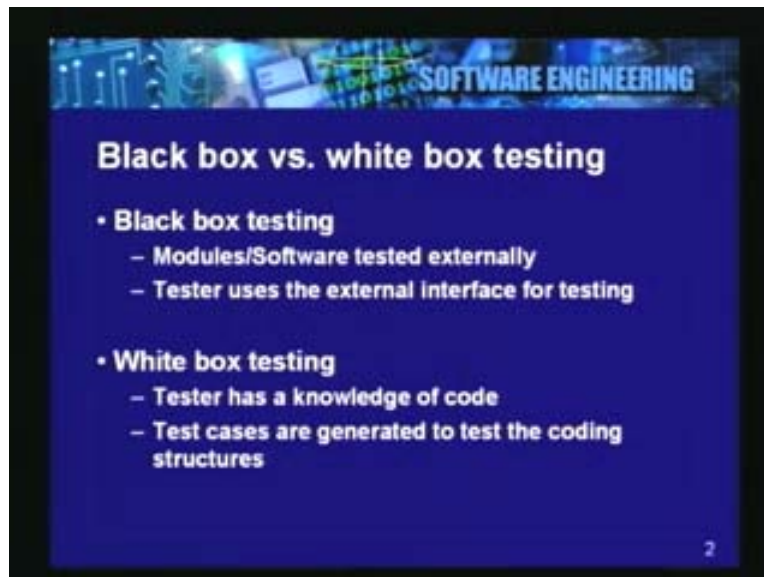 SOFTWARE ENGINEERING
Black box vs. white box testing
• Black box testing
– Modules/Software tested externally
– Tester uses the external interface for testing
• White box testing
– Tester has a knowledge of code
– Test cases are generated to test the coding
structures
2